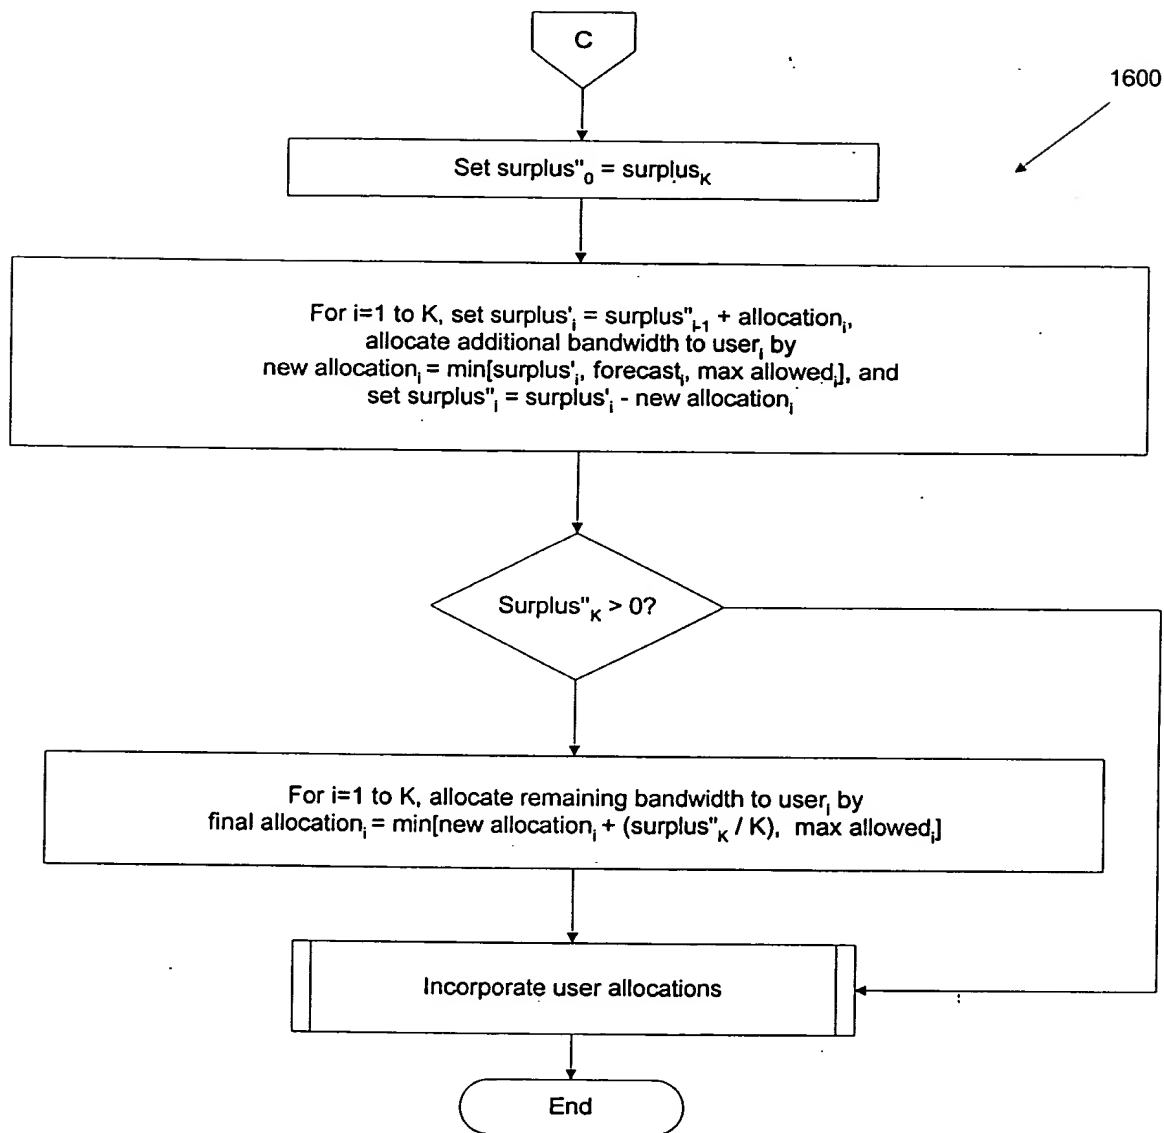 C
1600
Set surplus"₀ = surplusₖ
For i=1 to K, set surplus'ᵢ = surplus"ᵢ₋₁ + allocationᵢ,
allocate additional bandwidth to userᵢ by
new allocationᵢ = min[surplus'ᵢ, forecastᵢ, max allowedᵢ], and
set surplus"ᵢ = surplus'ᵢ - new allocationᵢ
Surplus"ₖ > 0?
For i=1 to K, allocate remaining bandwidth to userᵢ by
final allocationᵢ = min[new allocationᵢ + (surplus"ₖ / K), max allowedᵢ]
Incorporate user allocations
End